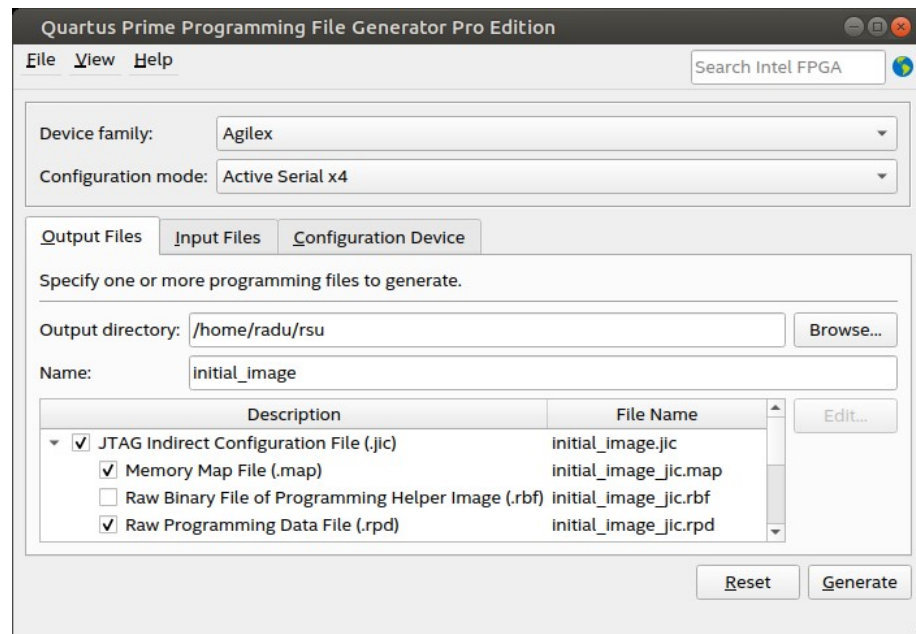 Quartus Prime Programming File Generator Pro Edition
File View Help
Search Intel FPGA
Device family: Agilex
Configuration mode: Active Serial x4
Output Files Input Files Configuration Device
Specify one or more programming files to generate.
Output directory: /home/radu/rsu Browse...
Name: initial_image
Description File Name Edit...
JTAG Indirect Configuration File (.jic) initial_image.jic
Memory Map File (.map) initial_image_jic.map
Raw Binary File of Programming Helper Image (.rbf) initial_image_jic.rbf
Raw Programming Data File (.rpd) initial_image_jic.rpd
Reset Generate